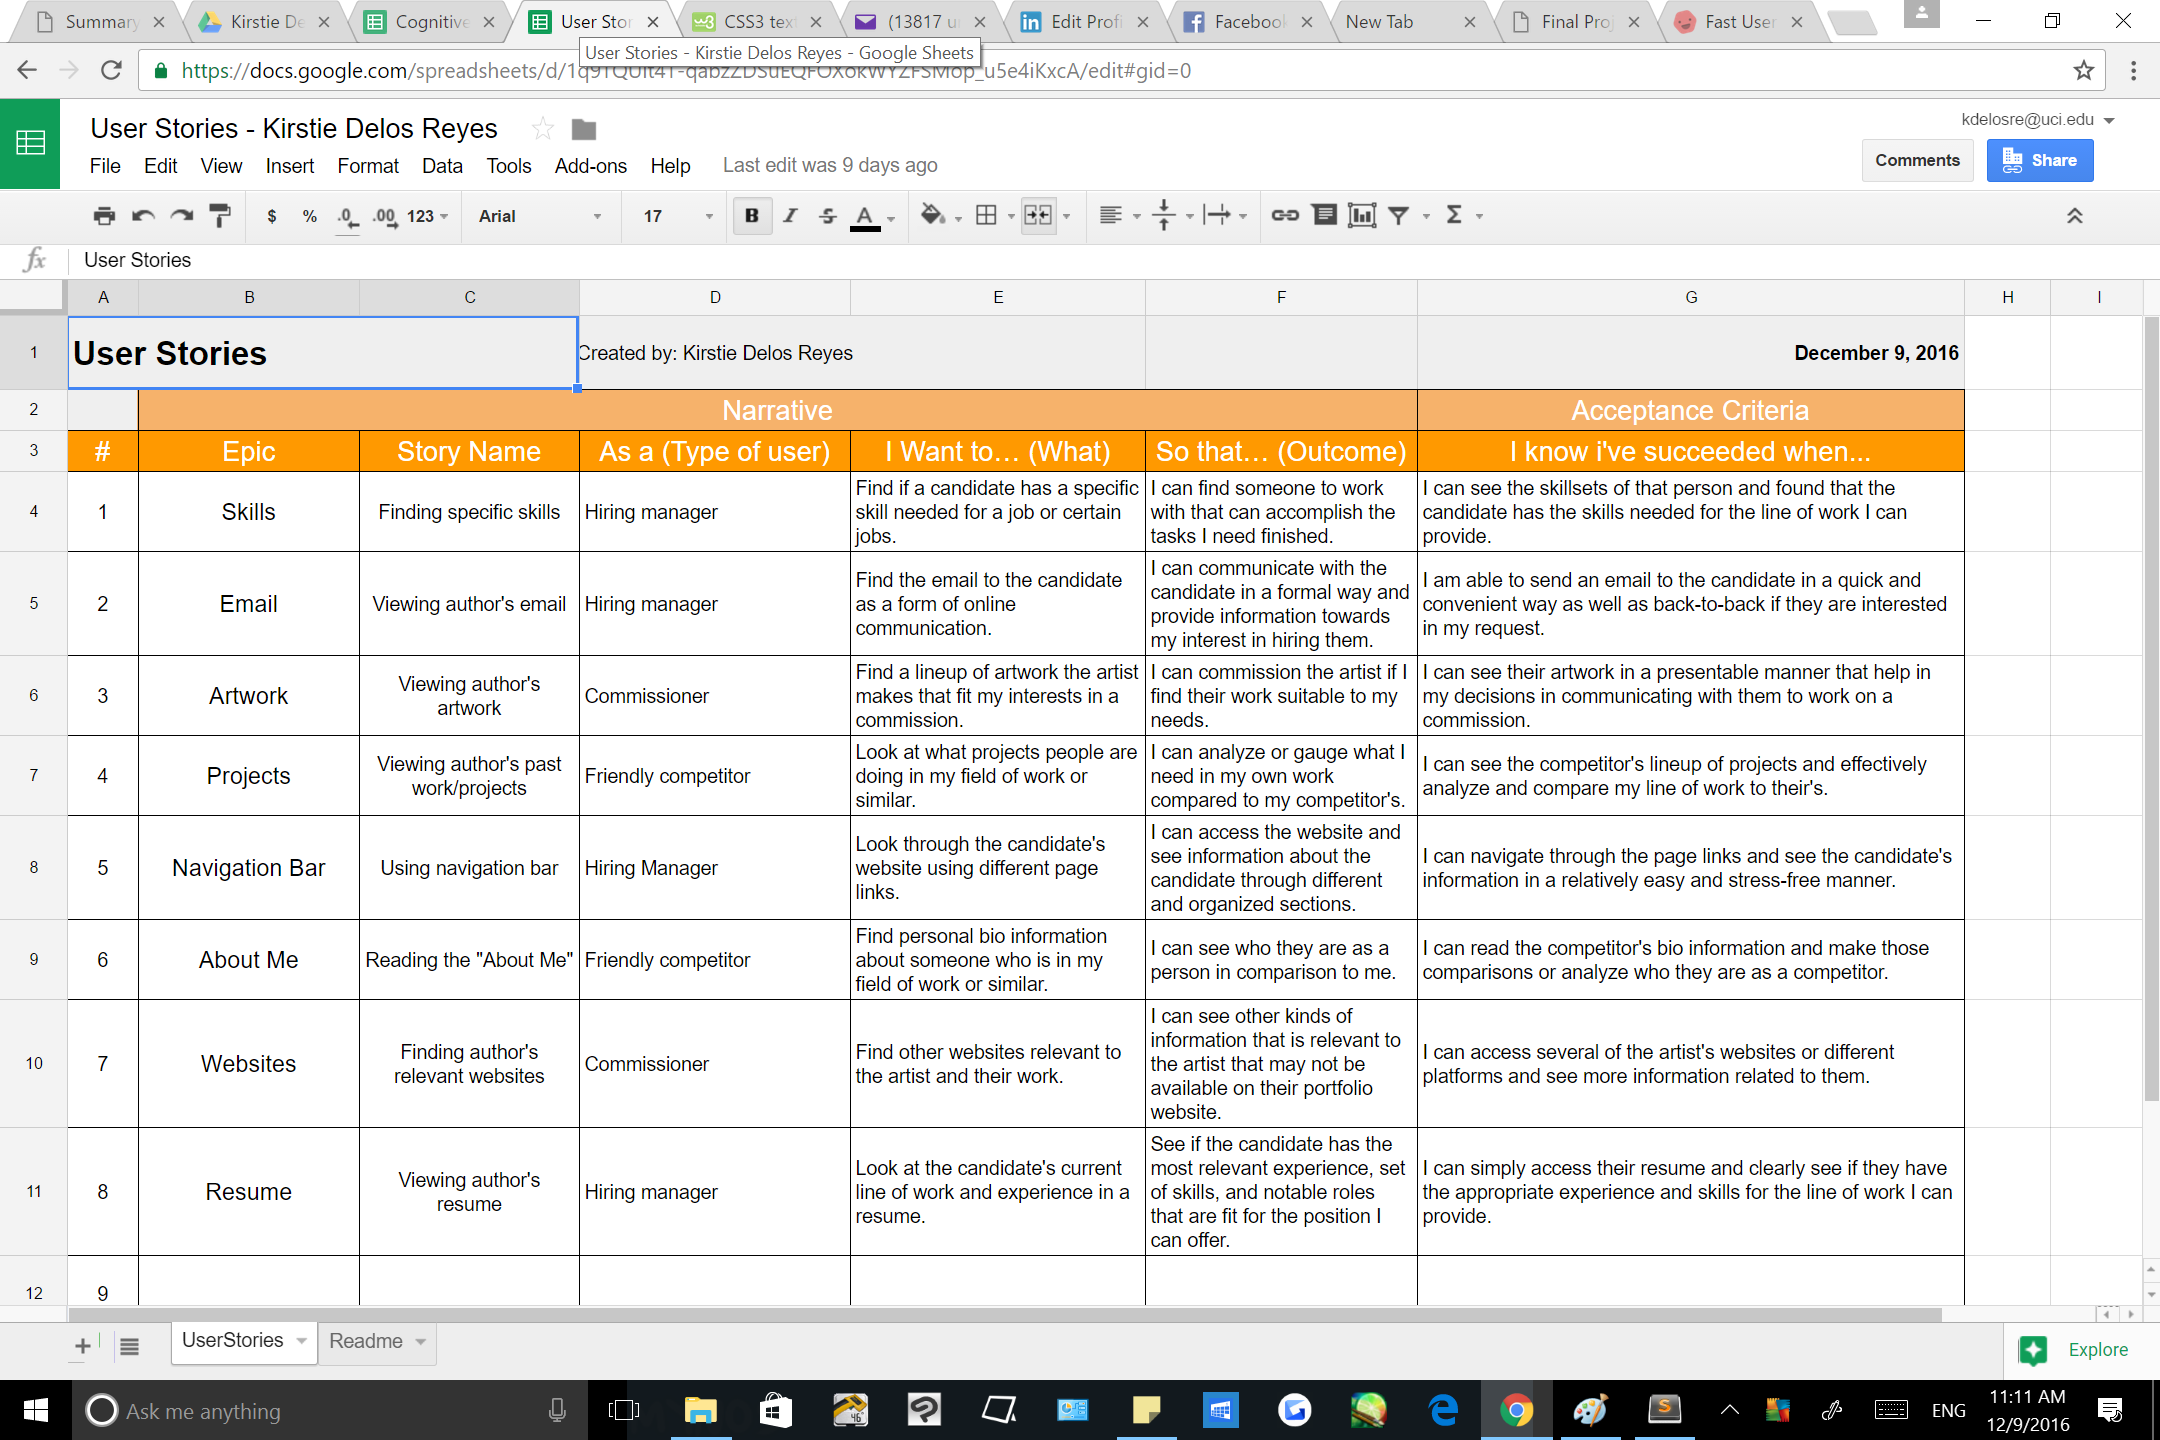 Summary
Kirstie De
Cognitive
User Stor
CSS3 tex
(13817 u
Edit Profi
Facebook
New Tab
Final Pro
Fast User
User Stories - Kirstie Delos Reyes - Google Sheets
https://docs.google.com/spreadsheets/d/ u5e4iKxcA/edit#gid=0
User Stories - Kirstie Delos Reyes
kdelosre@uci.edu
File Edit View Insert Format Data Tools Add-ons Help Last edit was 9 days ago
Comments
Share
$ % .0 .00 123 Arial 17 B I S A Σ
fx User Stories
A B C D E F G H I
1 User Stories Created by: Kirstie Delos Reyes December 9, 2016
2 Narrative Acceptance Criteria
3 # Epic Story Name As a (Type of user) I Want to... (What) So that... (Outcome) I know i've succeeded when...
4 1 Skills Finding specific skills Hiring manager
Find if a candidate has a specific
skill needed for a job or certain
jobs.
I can find someone to work
with that can accomplish the
tasks I need finished.
I can see the skillsets of that person and found that the
candidate has the skills needed for the line of work I can
provide.
5 2 Email Viewing author's email Hiring manager
Find the email to the candidate
as a form of online
communication.
I can communicate with the
candidate in a formal way and
provide information towards
my interest in hiring them.
I am able to send an email to the candidate in a quick and
convenient way as well as back-to-back if they are interested
in my request.
6 3 Artwork
Viewing author's
artwork
Commissioner
Find a lineup of artwork the artist
makes that fit my interests in a
commission.
I can commission the artist if I
find their work suitable to my
needs.
I can see their artwork in a presentable manner that help in
my decisions in communicating with them to work on a
commission.
7 4 Projects
Viewing author's past
work/projects
Friendly competitor
Look at what projects people are
doing in my field of work or
similar.
I can analyze or gauge what I
need in my own work
compared to my competitor's.
I can see the competitor's lineup of projects and effectively
analyze and compare my line of work to their's.
8 5 Navigation Bar Using navigation bar Hiring Manager
Look through the candidate's
website using different page
links.
I can access the website and
see information about the
candidate through different
and organized sections.
I can navigate through the page links and see the candidate's
information in a relatively easy and stress-free manner.
9 6 About Me Reading the "About Me" Friendly competitor
Find personal bio information
about someone who is in my
field of work or similar.
I can see who they are as a
person in comparison to me.
I can read the competitor's bio information and make those
comparisons or analyze who they are as a competitor.
10 7 Websites
Finding author's
relevant websites
Commissioner
Find other websites relevant to
the artist and their work.
I can see other kinds of
information that is relevant to
the artist that may not be
available on their portfolio
website.
I can access several of the artist's websites or different
platforms and see more information related to them.
11 8 Resume
Viewing author's
resume
Hiring manager
Look at the candidate's current
line of work and experience in a
resume.
See if the candidate has the
most relevant experience, set
of skills, and notable roles
that are fit for the position I
can offer.
I can simply access their resume and clearly see if they have
the appropriate experience and skills for the line of work I can
provide.
12 9
UserStories
Readme
Explore
Ask me anything
46°
ENG
11:11 AM
12/9/2016